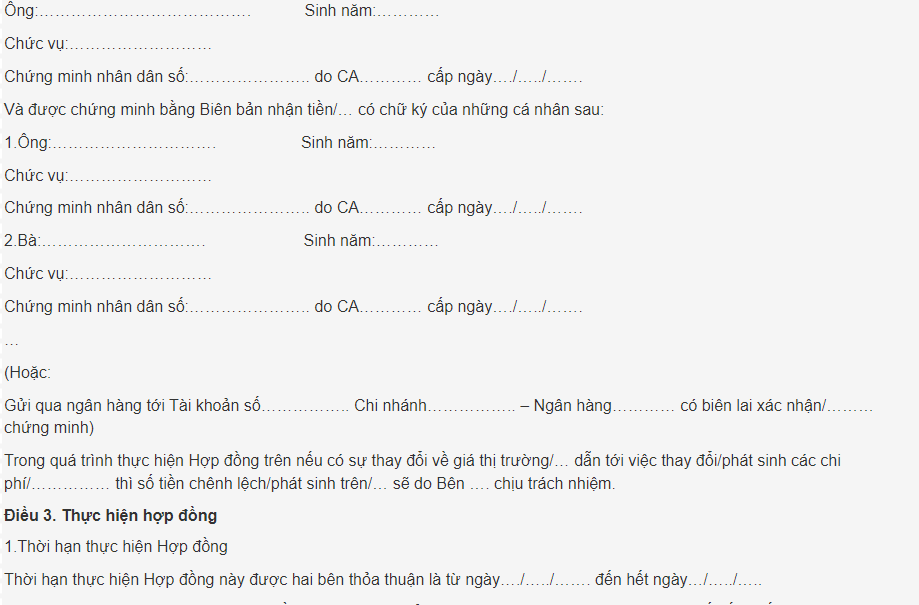 Ông:…………………………………. Sinh năm:…………
Chức vụ:………………………
Chứng minh nhân dân số:………………….. do CA………… cấp ngày…./…../…….
Và được chứng minh bằng Biên bản nhận tiền/… có chữ ký của những cá nhân sau:
1.Ông:…………………………. Sinh năm:…………
Chức vụ:………………………
Chứng minh nhân dân số:………………….. do CA………… cấp ngày…./…../…….
2.Bà:…………………………. Sinh năm:…………
Chức vụ:………………………
Chứng minh nhân dân số:………………….. do CA………… cấp ngày…./…../…….
…
(Hoặc:
Gửi qua ngân hàng tới Tài khoản số…………….. Chi nhánh…………….. – Ngân hàng………… có biên lai xác nhận/………
chứng minh)
Trong quá trình thực hiện Hợp đồng trên nếu có sự thay đổi về giá thị trường/… dẫn tới việc thay đổi/phát sinh các chi
phí/…………… thì số tiền chênh lệch/phát sinh trên/… sẽ do Bên …. chịu trách nhiệm.
Điều 3. Thực hiện hợp đồng
1.Thời hạn thực hiện Hợp đồng
Thời hạn thực hiện Hợp đồng này được hai bên thỏa thuận là từ ngày…./…../……. đến hết ngày…/…../…..